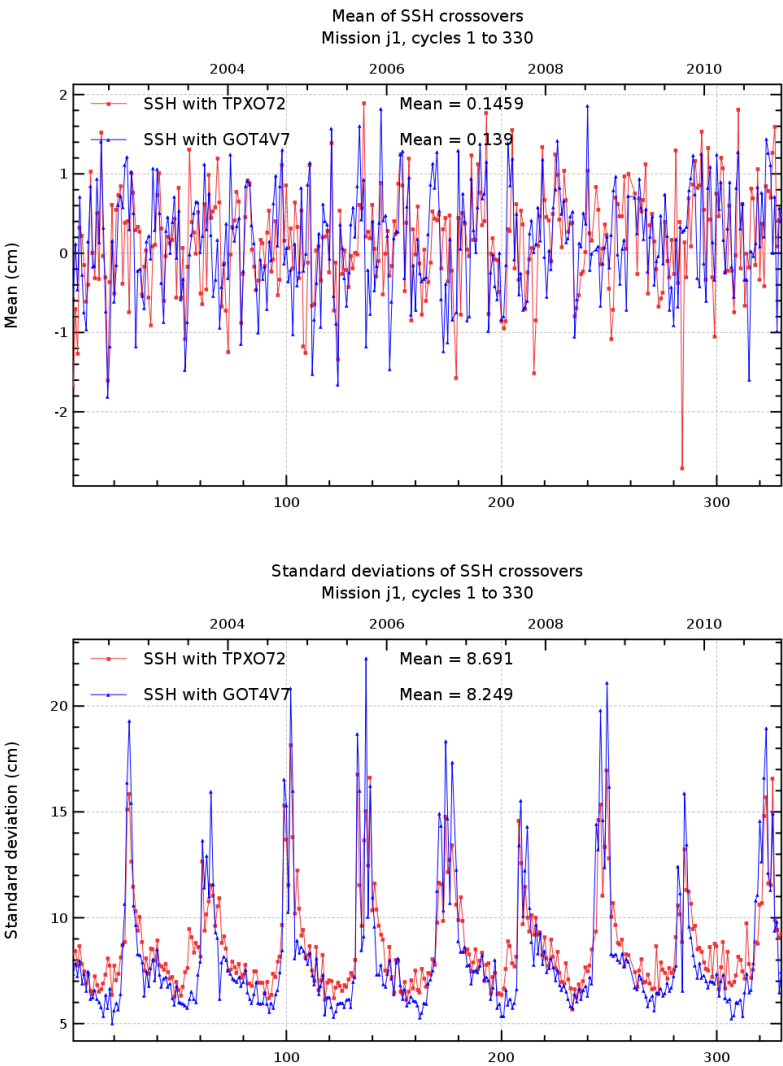 Mean of SSH crossovers
Mission j1, cycles 1 to 330
2004 2006 2008 2010
SSH with TPXO72 Mean = 0.1459
SSH with GOT4V7 Mean = 0.139
2
1
0
-1
-2
Mean (cm)
100 200 300
Standard deviations of SSH crossovers
Mission j1, cycles 1 to 330
2004 2006 2008 2010
SSH with TPXO72 Mean = 8.691
SSH with GOT4V7 Mean = 8.249
20
15
10
5
Standard deviation (cm)
100 200 300